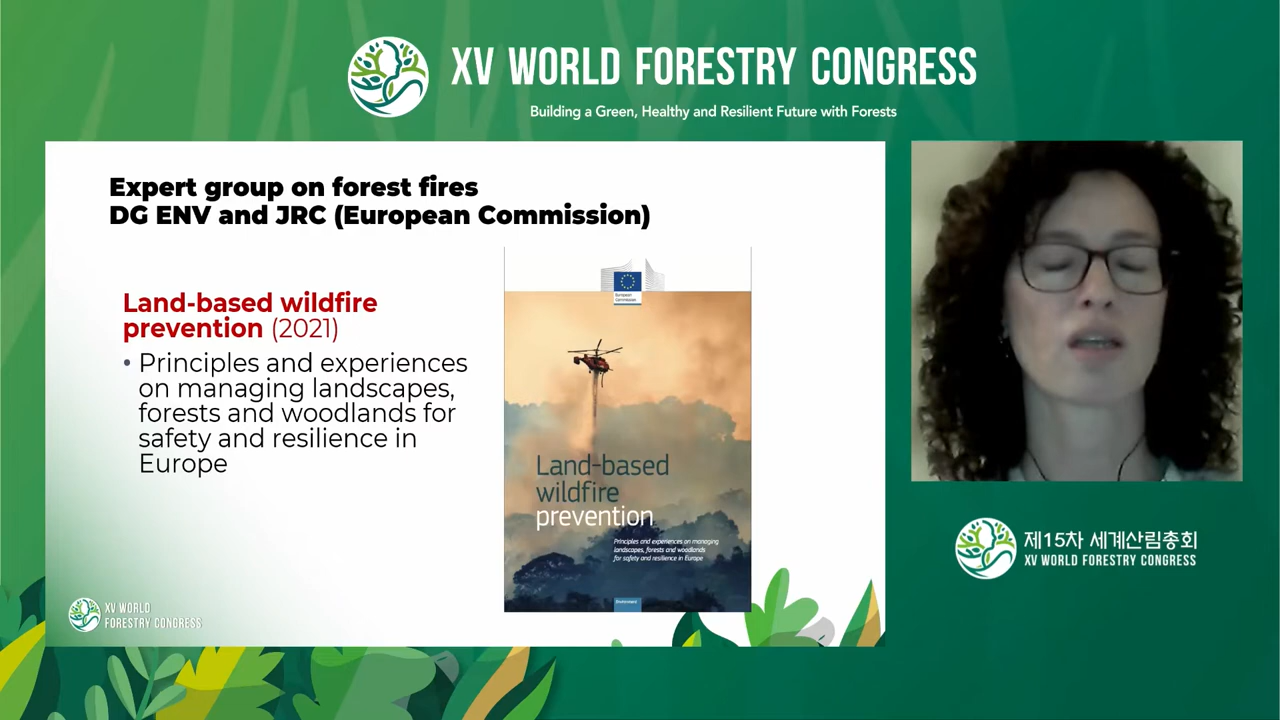 XV WORLD FORESTRY CONGRESS
Building a Green, Healthy and Resilient Future with Forests
Expert group on forest fires
DG ENV and JRC (European Commission)
Land-based wildfire
prevention (2021)
• Principles and experiences
on managing landscapes,
forests and woodlands for
safety and resilience in
Europe
European
Commission
Land-based
wildfire
prevention
Principles and experiences on managing
landscapes, forests and woodlands
for safety and resilience in Europe
Environment
XV WORLD
FORESTRY CONGRESS
제15차 세계산림총회
XV WORLD FORESTRY CONGRESS